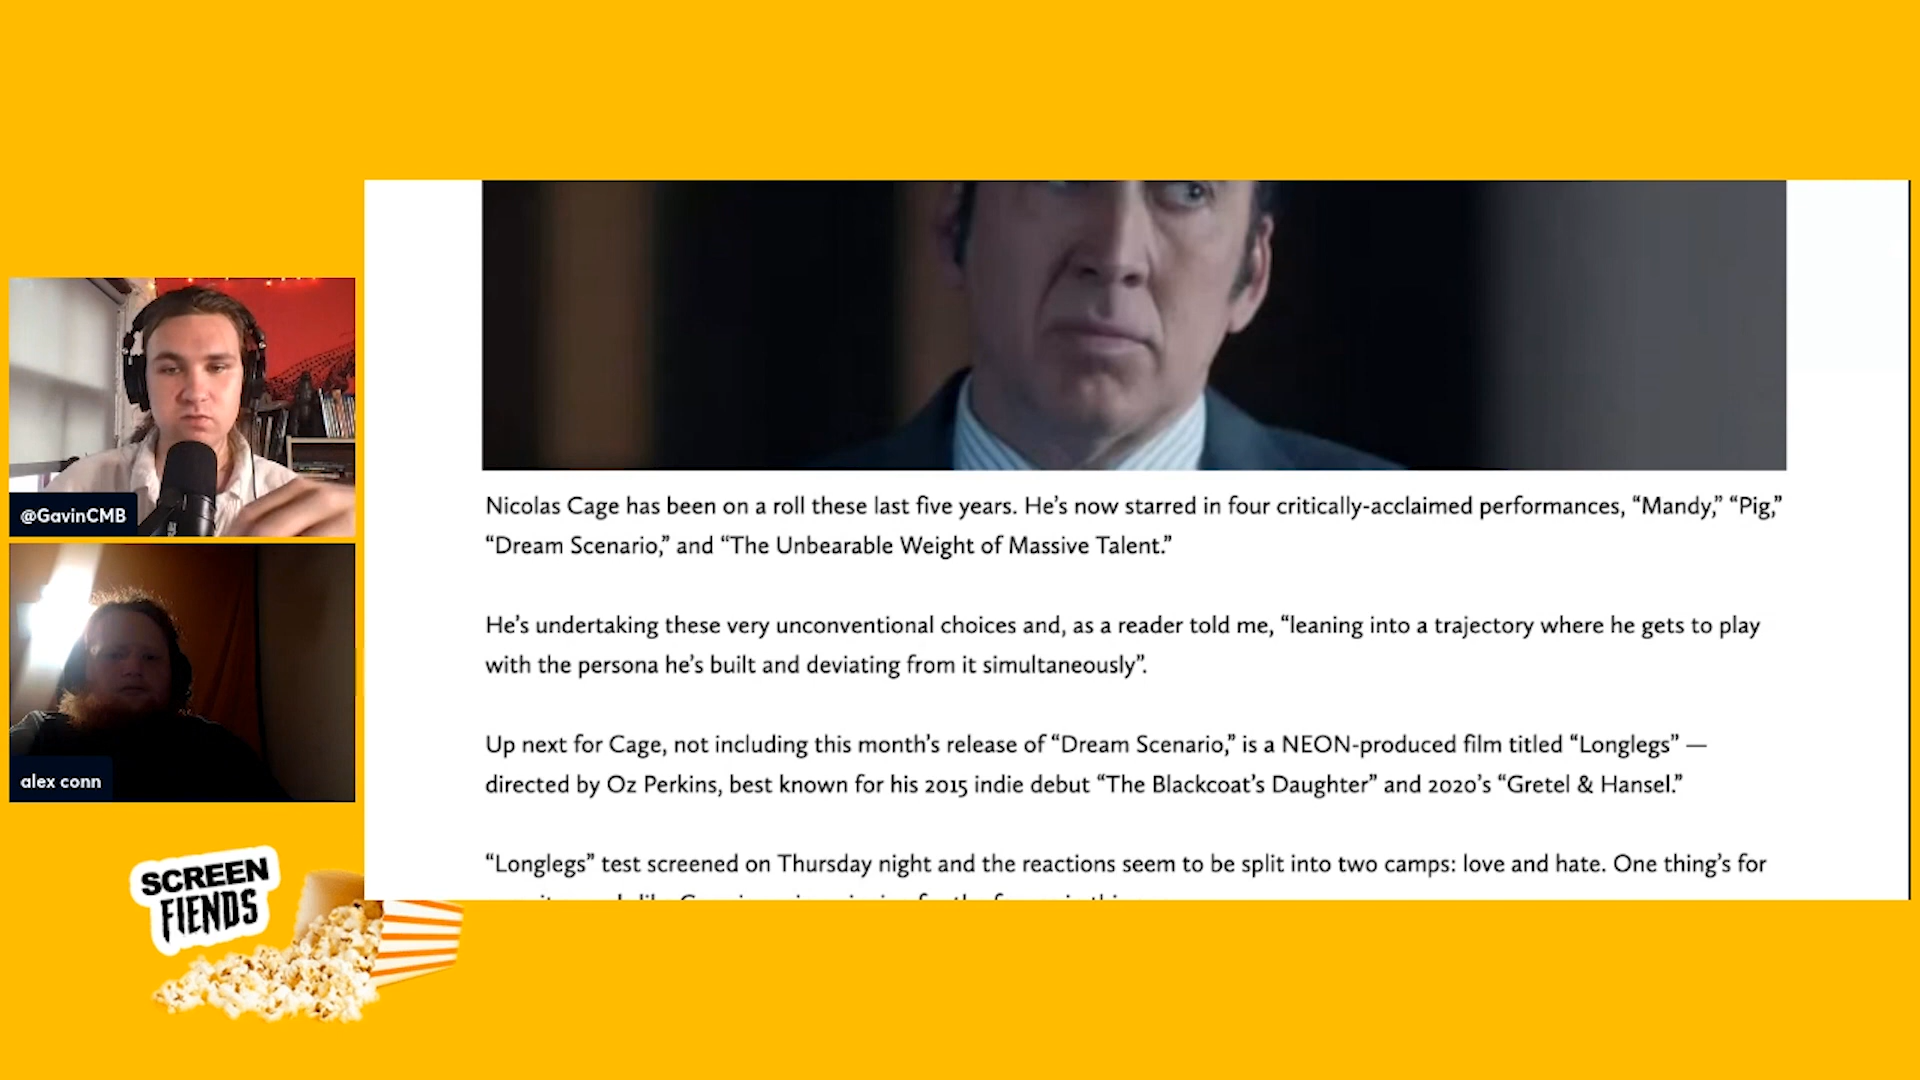 Nicolas Cage has been on a roll these last five years. He’s now starred in four critically-acclaimed performances, “Mandy,” “Pig,”
“Dream Scenario,” and “The Unbearable Weight of Massive Talent.”
He’s undertaking these very unconventional choices and, as a reader told me, “leaning into a trajectory where he gets to play
with the persona he’s built and deviating from it simultaneously”.
Up next for Cage, not including this month’s release of “Dream Scenario,” is a NEON-produced film titled “Longlegs” —
directed by Oz Perkins, best known for his 2015 indie debut “The Blackcoat’s Daughter” and 2020’s “Gretel & Hansel.”
“Longlegs” test screened on Thursday night and the reactions seem to be split into two camps: love and hate. One thing’s for
@GavinCMB
alex conn
SCREEN
FIENDS